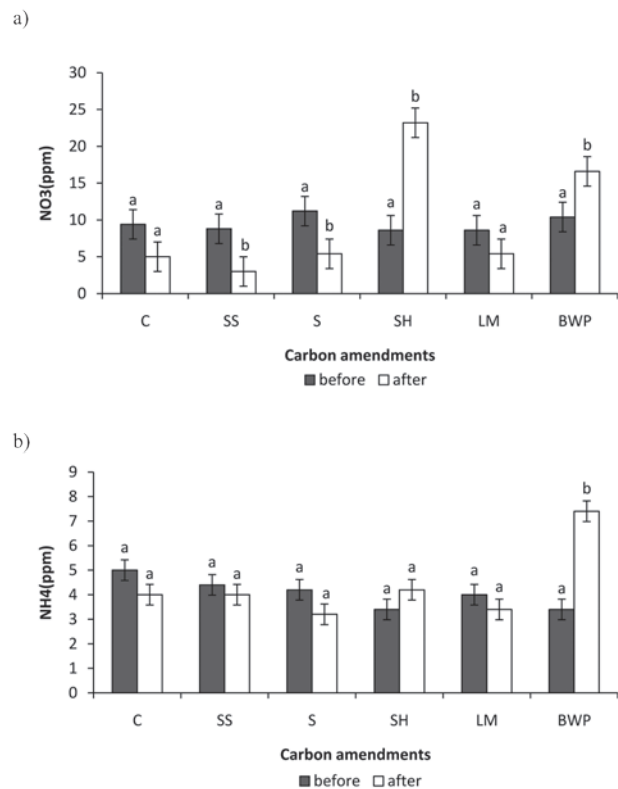 a)
30
25
20
15
10
5
0
NO3(ppm)
a a a b a b a b a a a b
C SS S SH LM BWP
Carbon amendments
before after
b)
9
8
7
6
5
4
3
2
1
0
NH4(ppm)
a a a a a a a a a a a b
C SS S SH LM BWP
Carbon amendments
before after